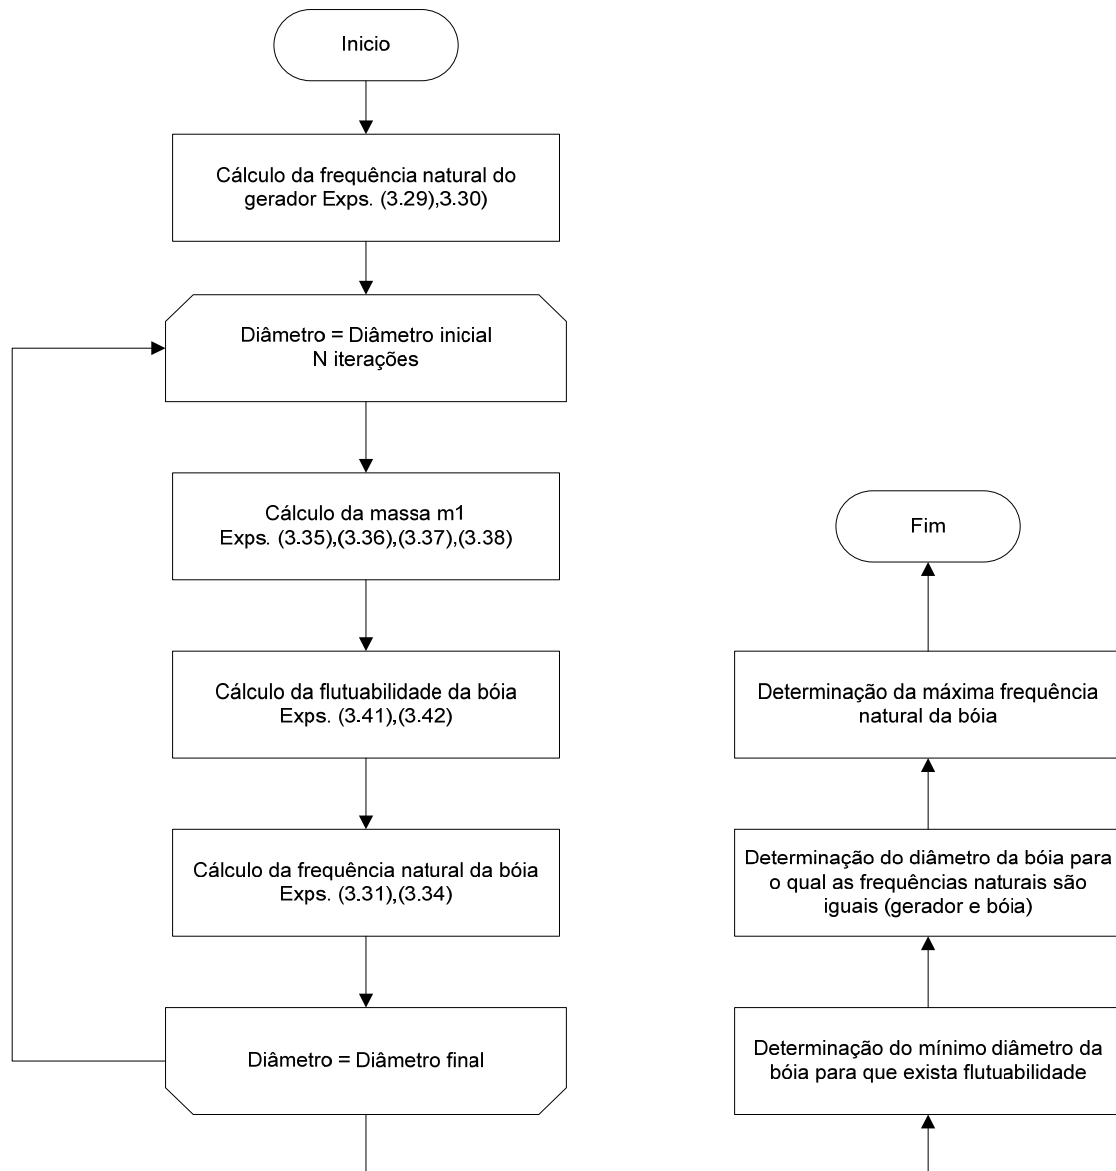 Inicio
Cálculo da frequência natural do
gerador Exps. (3.29),3.30)
Diâmetro = Diâmetro inicial
N iterações
Cálculo da massa m1
Exps. (3.35),(3.36),(3.37),(3.38)
Cálculo da flutuabilidade da bóia
Exps. (3.41),(3.42)
Cálculo da frequência natural da bóia
Exps. (3.31),(3.34)
Diâmetro = Diâmetro final
Determinação do mínimo diâmetro da
bóia para que exista flutuabilidade
Determinação do diâmetro da bóia para
o qual as frequências naturais são
iguais (gerador e bóia)
Determinação da máxima frequência
natural da bóia
Fim